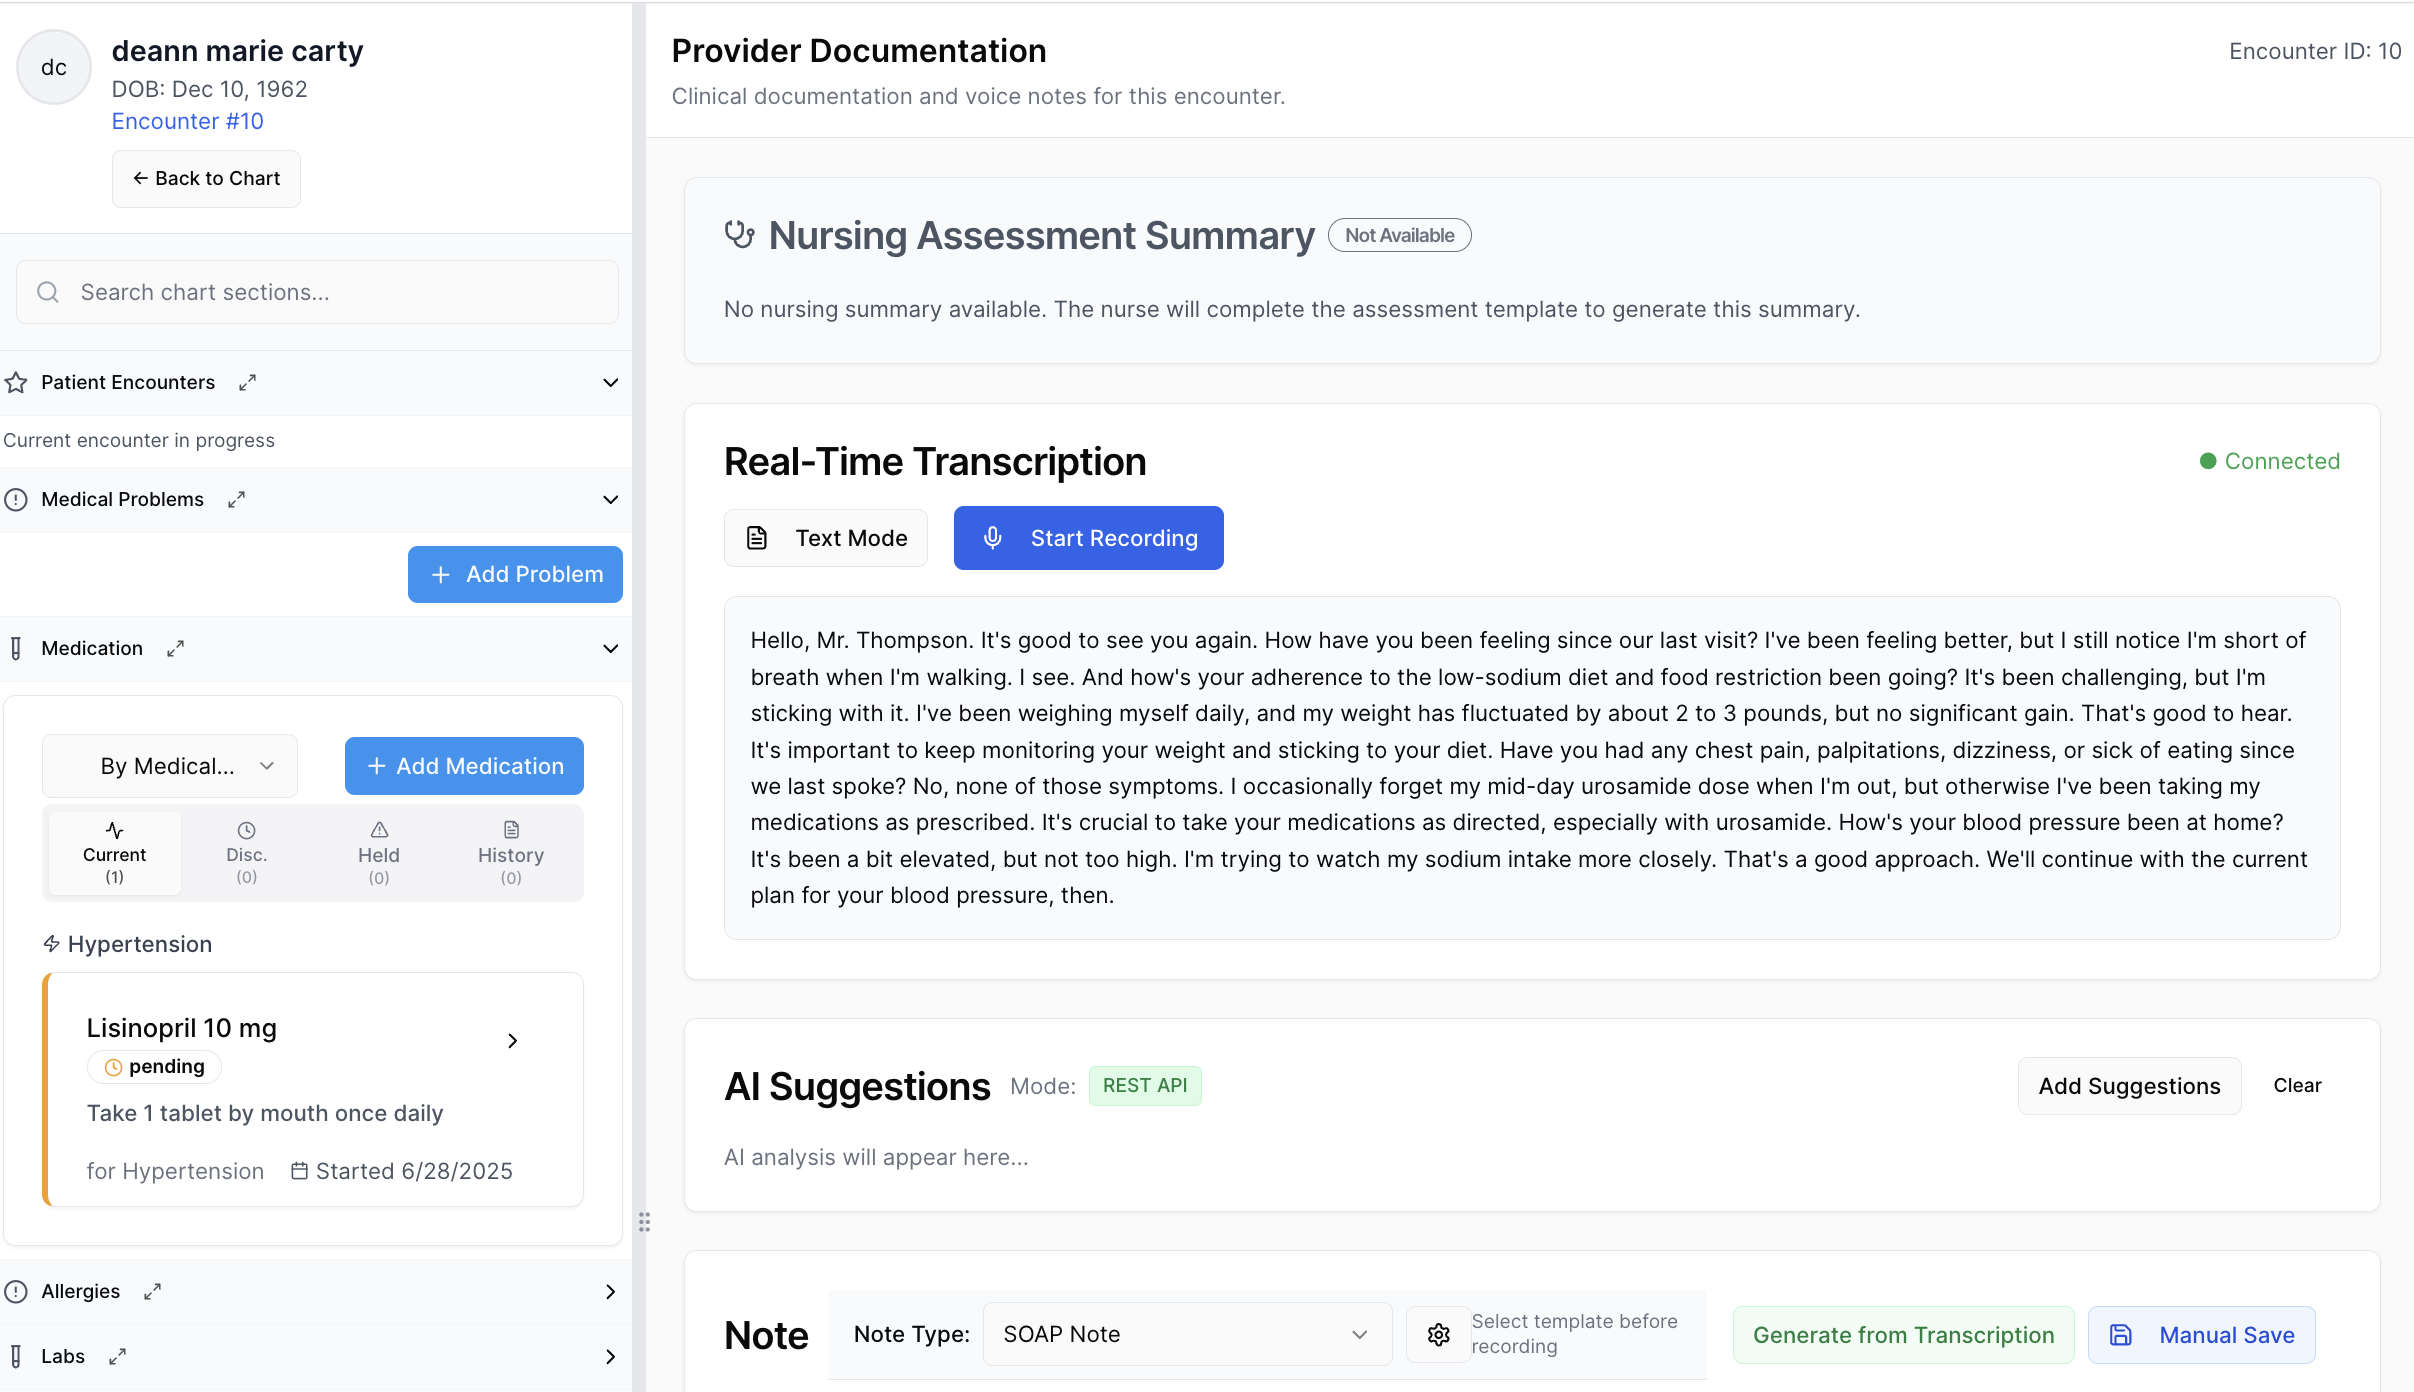 dc
deann marie carty
DOB: Dec 10, 1962
Encounter #10
← Back to Chart
Search chart sections...
Patient Encounters
Current encounter in progress
Medical Problems
+ Add Problem
Medication
By Medical...
+ Add Medication
Current
(1)
Disc.
(0)
Held
(0)
History
(0)
Hypertension
Lisinopril 10 mg
pending
Take 1 tablet by mouth once daily
for Hypertension
Started 6/28/2025
Allergies
Labs
Provider Documentation
Encounter ID: 10
Clinical documentation and voice notes for this encounter.
Nursing Assessment Summary
Not Available
No nursing summary available. The nurse will complete the assessment template to generate this summary.
Real-Time Transcription
Connected
Text Mode
Start Recording
Hello, Mr. Thompson. It's good to see you again. How have you been feeling since our last visit? I've been feeling better, but I still notice I'm short of
breath when I'm walking. I see. And how's your adherence to the low-sodium diet and food restriction been going? It's been challenging, but I'm
sticking with it. I've been weighing myself daily, and my weight has fluctuated by about 2 to 3 pounds, but no significant gain. That's good to hear.
It's important to keep monitoring your weight and sticking to your diet. Have you had any chest pain, palpitations, dizziness, or sick of eating since
we last spoke? No, none of those symptoms. I occasionally forget my mid-day urosamide dose when I'm out, but otherwise I've been taking my
medications as prescribed. It's crucial to take your medications as directed, especially with urosamide. How's your blood pressure been at home?
It's been a bit elevated, but not too high. I'm trying to watch my sodium intake more closely. That's a good approach. We'll continue with the current
plan for your blood pressure, then.
AI Suggestions
Mode:
REST API
Add Suggestions
Clear
AI analysis will appear here...
Note
Note Type:
SOAP Note
Select template before
recording
Generate from Transcription
Manual Save